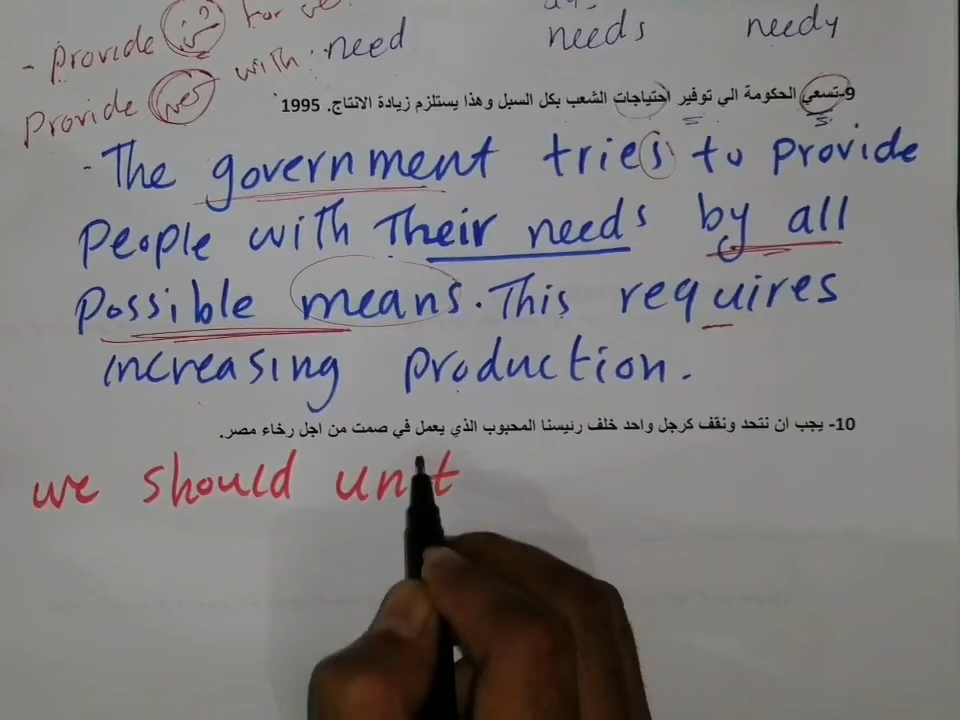 - Provide شئ for
Provide شخص with.
need needs needy
9-تسعي الحكومة الي توفير احتياجات الشعب بكل السبل وهذا يستلزم زيادة الانتاج. 1995
- The government tries to provide
People with Their needs by all
Possible means. This requires
increasing production.
10- يجب ان نتحد ونقف كرجل واحد خلف رئيسنا المحبوب الذي يعمل في صمت من اجل رخاء مصر.
we should unit